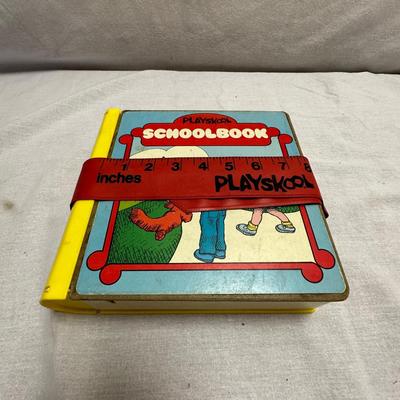 PLAYSKOOL
SCHOOLBOOK
1 2 3 4 5 6 7 8
inches PLAYSKOOL